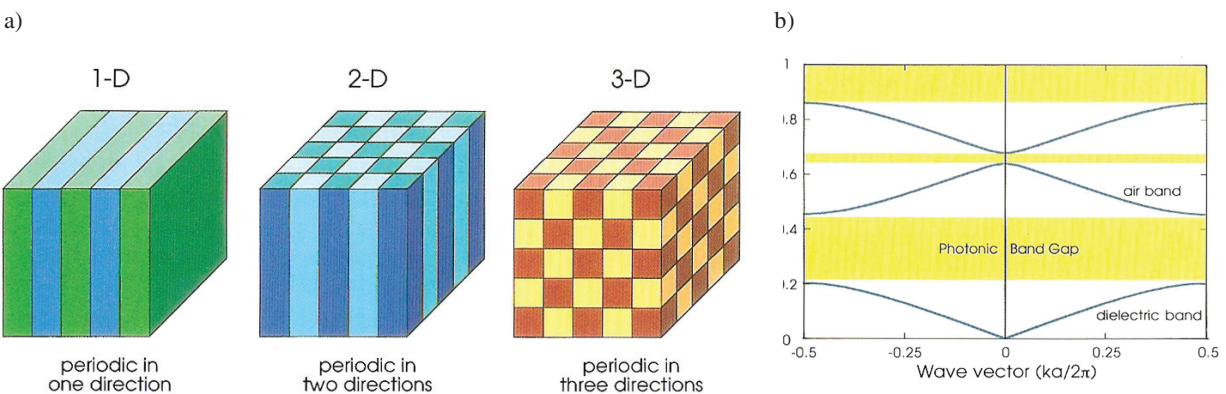 a)
1-D
2-D
3-D
periodic in
one direction
periodic in
two directions
periodic in
three directions
b)
1
).8
).6
).4
).2
0
air band
Photonic Band Gap
dielectric band
-0.5
-0.25
0
0.25
0.5
Wave vector (ka/2π)